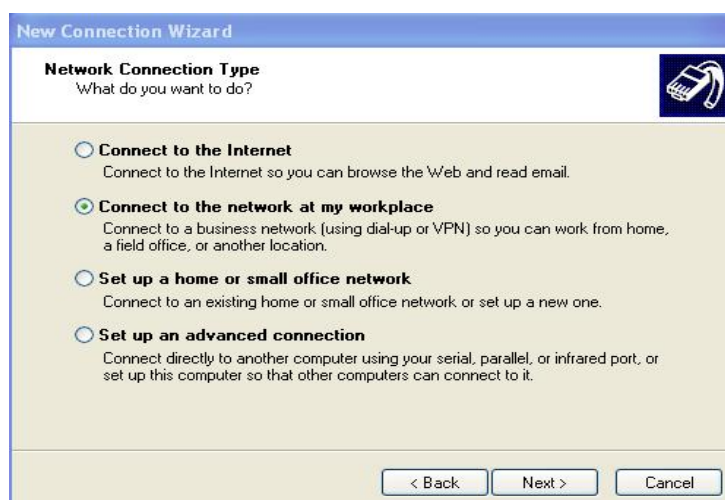 New Connection Wizard
Network Connection Type
What do you want to do?
Connect to the Internet
Connect to the Internet so you can browse the Web and read email.
Connect to the network at my workplace
Connect to a business network (using dial-up or VPN) so you can work from home,
a field office, or another location.
Set up a home or small office network
Connect to an existing home or small office network or set up a new one.
Set up an advanced connection
Connect directly to another computer using your serial, parallel, or infrared port, or
set up this computer so that other computers can connect to it.
< Back Next > Cancel